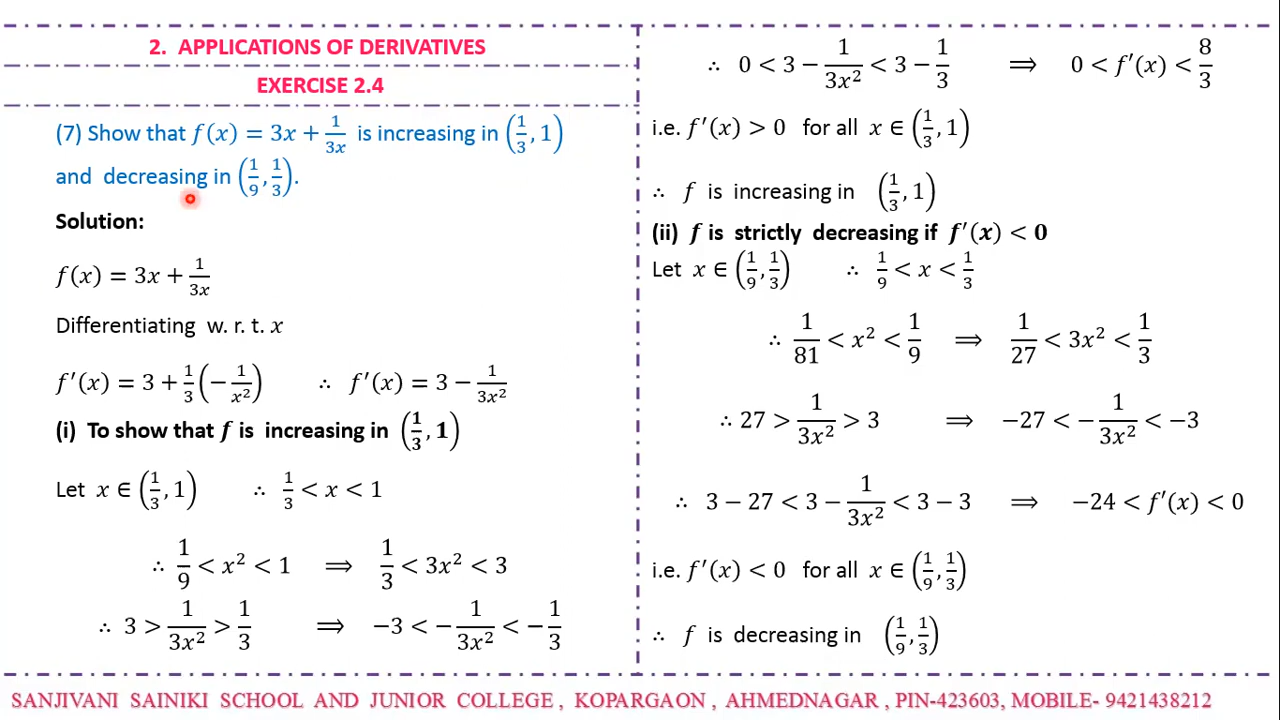 2. APPLICATIONS OF DERIVATIVES
EXERCISE 2.4
(7) Show that f(x) = 3x + 1/3x is increasing in (1/3, 1)
and decreasing in (1/9, 1/3).
Solution:
f(x) = 3x + 1/3x
Differentiating w. r. t. x
f′(x) = 3 + 1/3(−1/x²) ∴ f′(x) = 3 − 1/3x²
(i) To show that f is increasing in (1/3, 1)
Let x ∈ (1/3, 1) ∴ 1/3 < x < 1
∴ 1/9 < x² < 1 ⟹ 1/3 < 3x² < 3
∴ 3 > 1/3x² > 1/3 ⟹ −3 < −1/3x² < −1/3
∴ 0 < 3 − 1/3x² < 3 − 1/3 ⟹ 0 < f′(x) < 8/3
i.e. f′(x) > 0 for all x ∈ (1/3, 1)
∴ f is increasing in (1/3, 1)
(ii) f is strictly decreasing if f′(x) < 0
Let x ∈ (1/9, 1/3) ∴ 1/9 < x < 1/3
∴ 1/81 < x² < 1/9 ⟹ 1/27 < 3x² < 1/3
∴ 27 > 1/3x² > 3 ⟹ −27 < −1/3x² < −3
∴ 3 − 27 < 3 − 1/3x² < 3 − 3 ⟹ −24 < f′(x) < 0
i.e. f′(x) < 0 for all x ∈ (1/9, 1/3)
∴ f is decreasing in (1/9, 1/3)
SANJIVANI SAINIKI SCHOOL AND JUNIOR COLLEGE , KOPARGAON , AHMEDNAGAR , PIN-423603, MOBILE- 9421438212